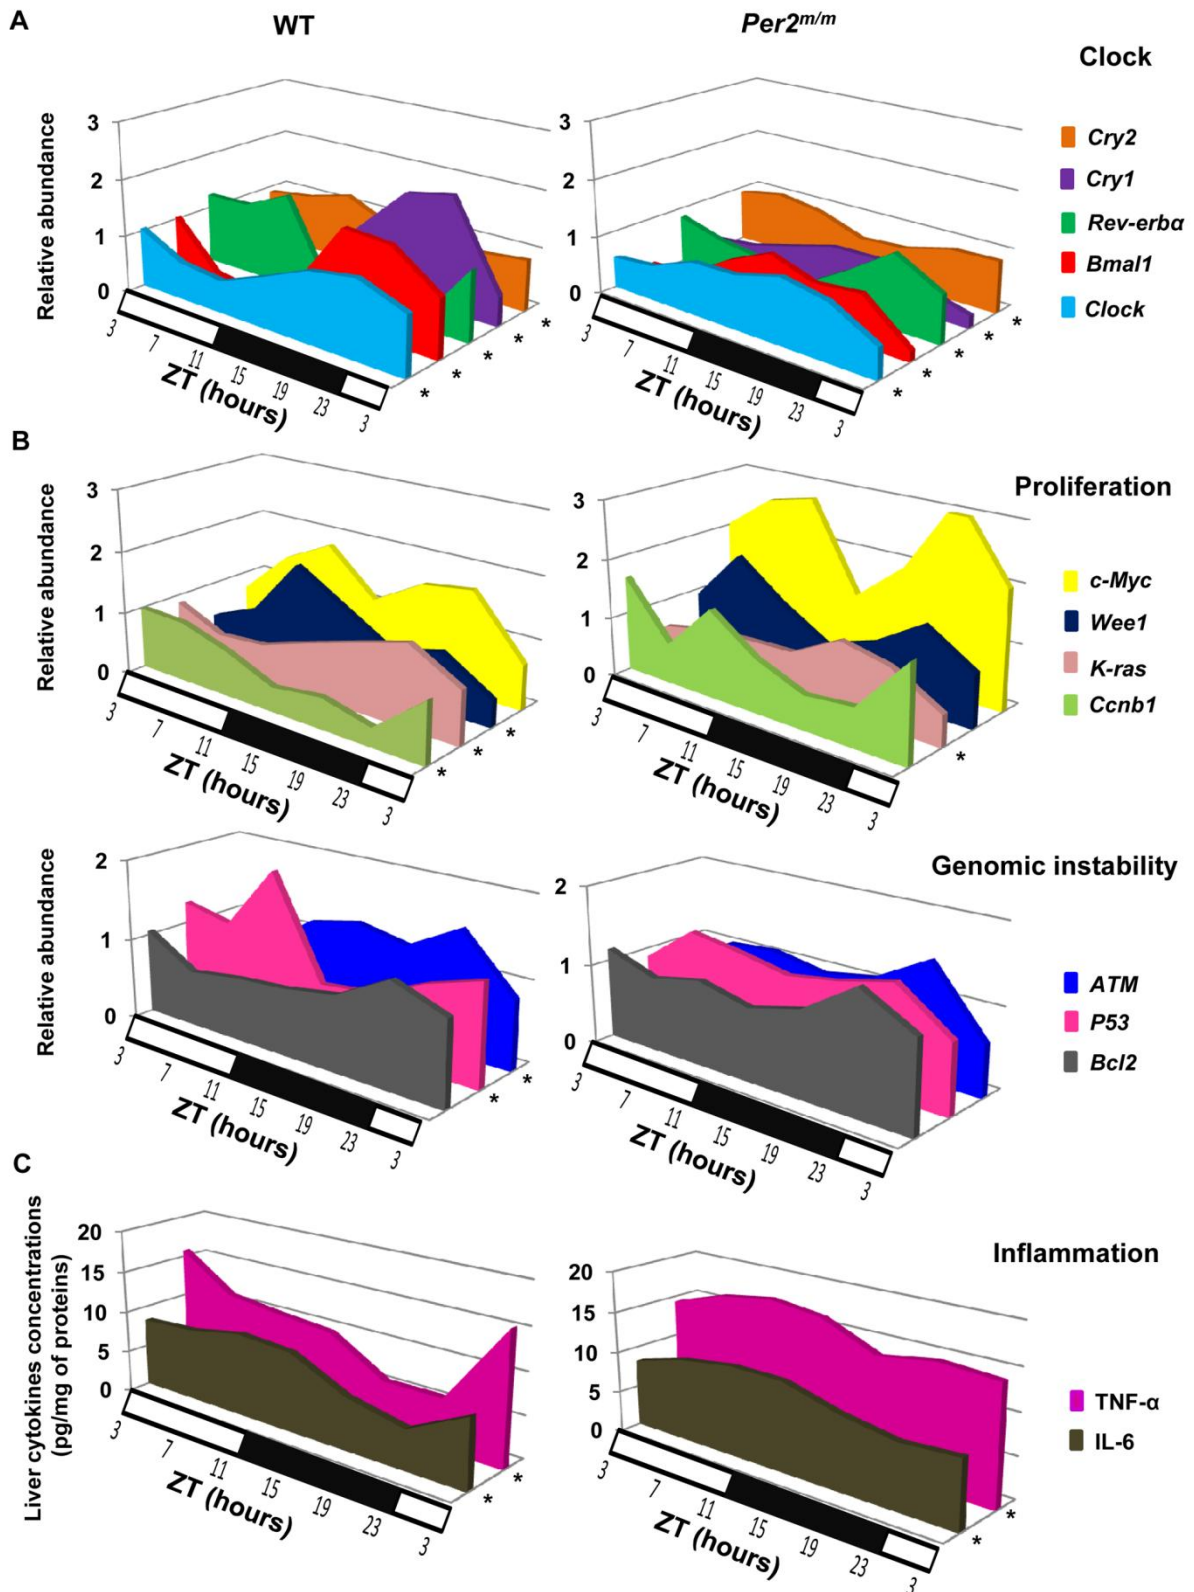 A
WT
Per2m/m
Clock
Relative abundance
3
2
1
0
3
2
1
0
Cry2
Cry1
Rev-erbα
Bmal1
Clock
3
7
11
15
19
23
3
ZT (hours)
* * * * *
3
7
11
15
19
23
3
ZT (hours)
* * * * *
B
Proliferation
Relative abundance
3
2
1
0
3
2
1
0
c-Myc
Wee1
K-ras
Ccnb1
3
7
11
15
19
23
3
ZT (hours)
* * *
3
7
11
15
19
23
3
ZT (hours)
*
Genomic instability
Relative abundance
2
1
0
2
1
0
ATM
P53
Bcl2
3
7
11
15
19
23
3
ZT (hours)
* *
3
7
11
15
19
23
3
ZT (hours)
C
Inflammation
Liver cytokines concentrations
(pg/mg of proteins)
20
15
10
5
0
20
15
10
5
0
TNF-α
IL-6
3
7
11
15
19
23
3
ZT (hours)
* *
3
7
11
15
19
23
3
ZT (hours)
* *